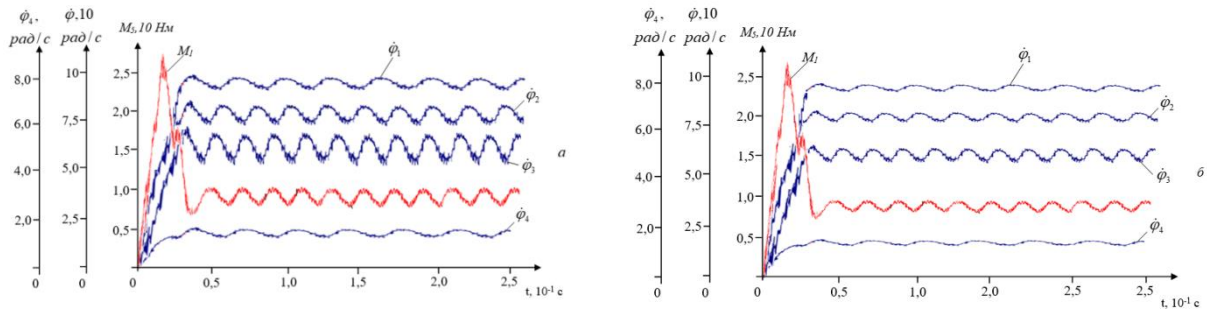 φ̇₄, φ̇,10
рад/с рад/с M₅,10 Нм
M₁ φ̇₁
8,0 10 2,5
φ̇₂
2,0
6,0 7,5
1,5 а
φ̇₃
4,0 5,0
1,0
2,0 2,5
0,5 φ̇₄
0 0 0 0,5 1,0 1,5 2,0 2,5
t, 10⁻¹ с
φ̇₄, φ̇,10
рад/с рад/с M₅,10 Нм
M₁ φ̇₁
8,0 10 2,5
φ̇₂
2,0
6,0 7,5
1,5
φ̇₃ б
4,0 5,0
1,0
2,0 2,5
0,5 φ̇₄
0 0 0 0,5 1,0 2,0 2,5 2,5
t, 10⁻¹ с